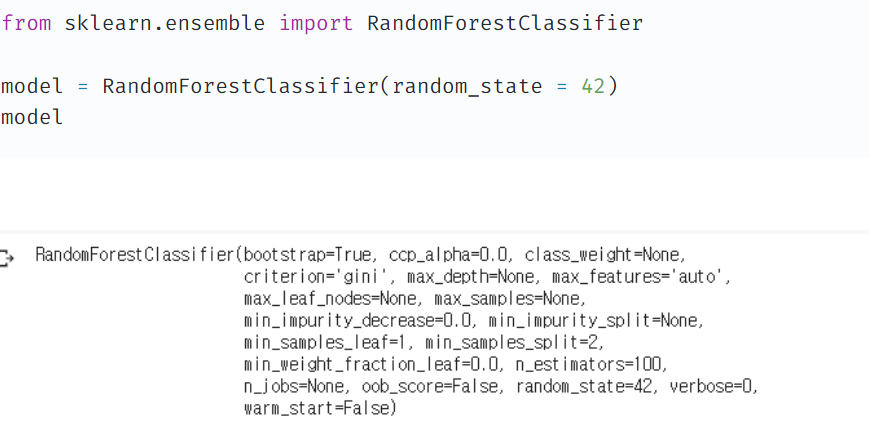 from sklearn.ensemble import RandomForestClassifier
model = RandomForestClassifier(random_state = 42)
model
RandomForestClassifier(bootstrap=True, ccp_alpha=0.0, class_weight=None,
criterion='gini', max_depth=None, max_features='auto',
max_leaf_nodes=None, max_samples=None,
min_impurity_decrease=0.0, min_impurity_split=None,
min_samples_leaf=1, min_samples_split=2,
min_weight_fraction_leaf=0.0, n_estimators=100,
n_jobs=None, oob_score=False, random_state=42, verbose=0,
warm_start=False)